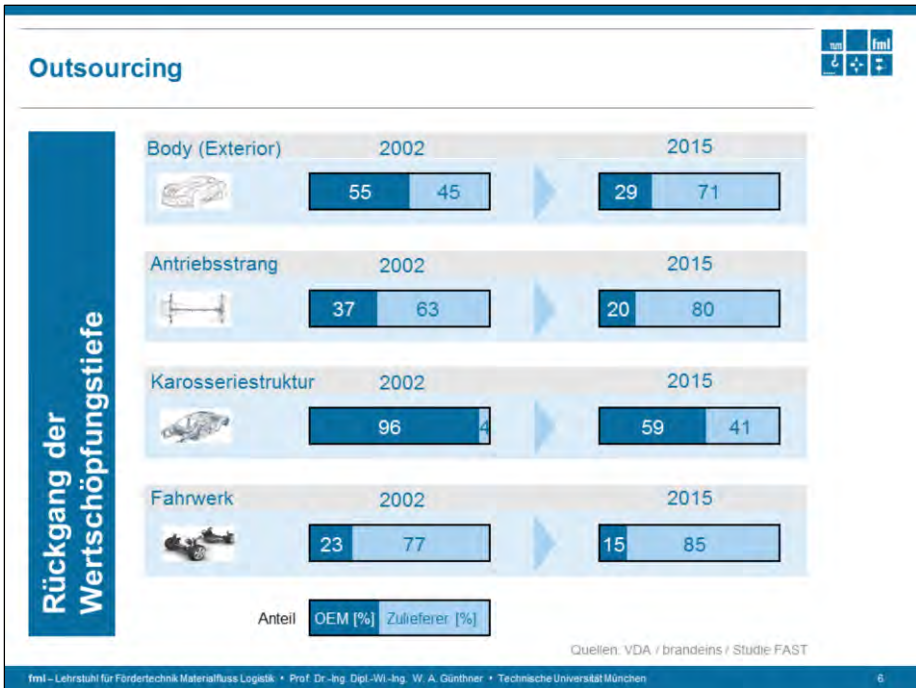 Outsourcing
TUM fml
Rückgang der
Wertschöpfungstiefe
Body (Exterior) 2002 2015
55 45 29 71
Antriebsstrang 2002 2015
37 63 20 80
Karosseriestruktur 2002 2015
96 4 59 41
Fahrwerk 2002 2015
23 77 15 85
Anteil OEM [%] Zulieferer [%]
Quellen: VDA / brandeins / Studie FAST
fml – Lehrstuhl für Fördertechnik Materialfluss Logistik • Prof. Dr.-Ing. Dipl.-Wi.-Ing. W. A. Günthner • Technische Universität München 6